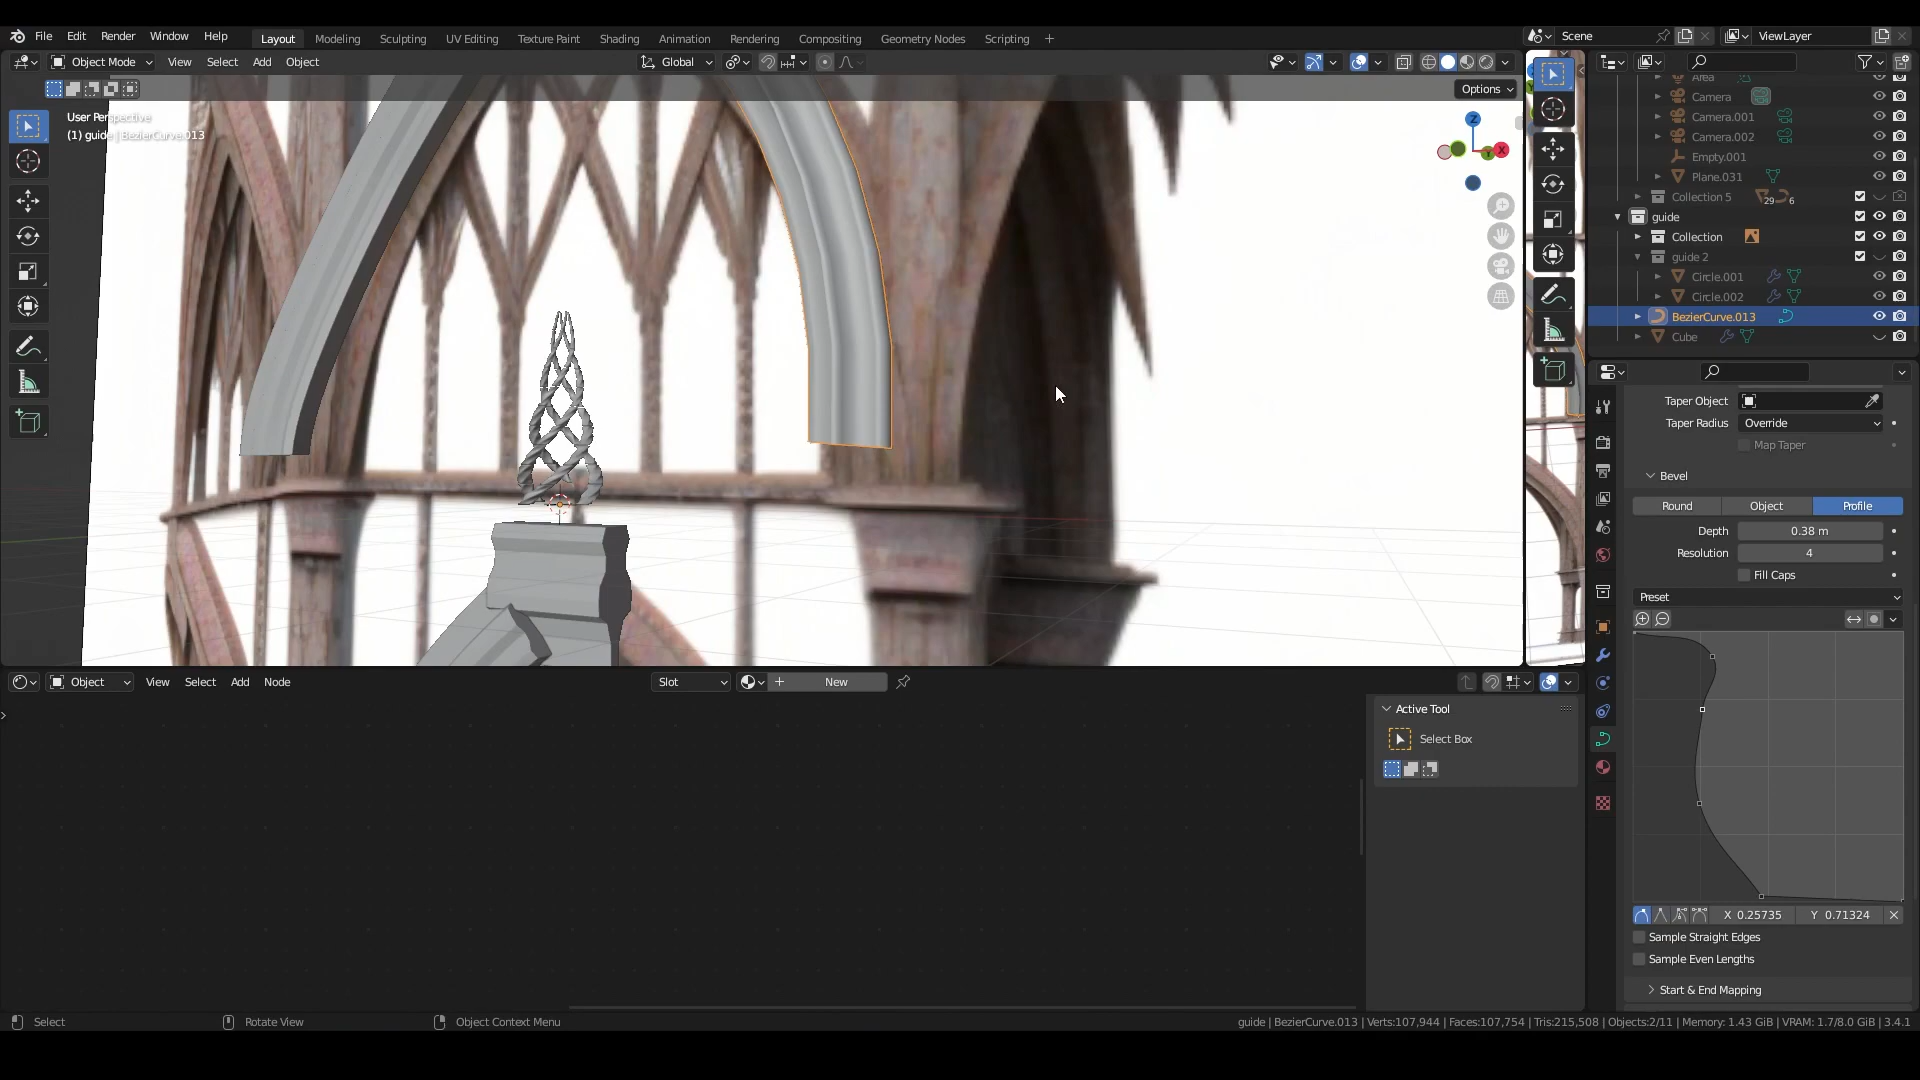 File Edit Render Window Help Layout Modeling Sculpting UV Editing Texture Paint Shading Animation Rendering Compositing Geometry Nodes Scripting Scene ViewLayer
Object Mode View Select Add Object Global
Options
User Perspective
(1) guide | BezierCurve.013
Z
X
Y
Area
Camera
Camera.001
Camera.002
Empty.001
Plane.031
Collection 5 29 6
guide
Collection
guide 2
Circle.001
Circle.002
BezierCurve.013
Cube
Taper Object
Taper Radius Override
Map Taper
Bevel
Round Object Profile
Depth 0.38 m
Resolution 4
Fill Caps
Preset
X 0.25735 Y 0.71324
Sample Straight Edges
Sample Even Lengths
Start & End Mapping
Object View Select Add Node Slot New
Active Tool
Select Box
Select Rotate View Object Context Menu guide | BezierCurve.013 | Verts:107,944 | Faces:107,754 | Tris:215,508 | Objects:2/11 | Memory: 1.43 GiB | VRAM: 1.7/8.0 GiB | 3.4.1